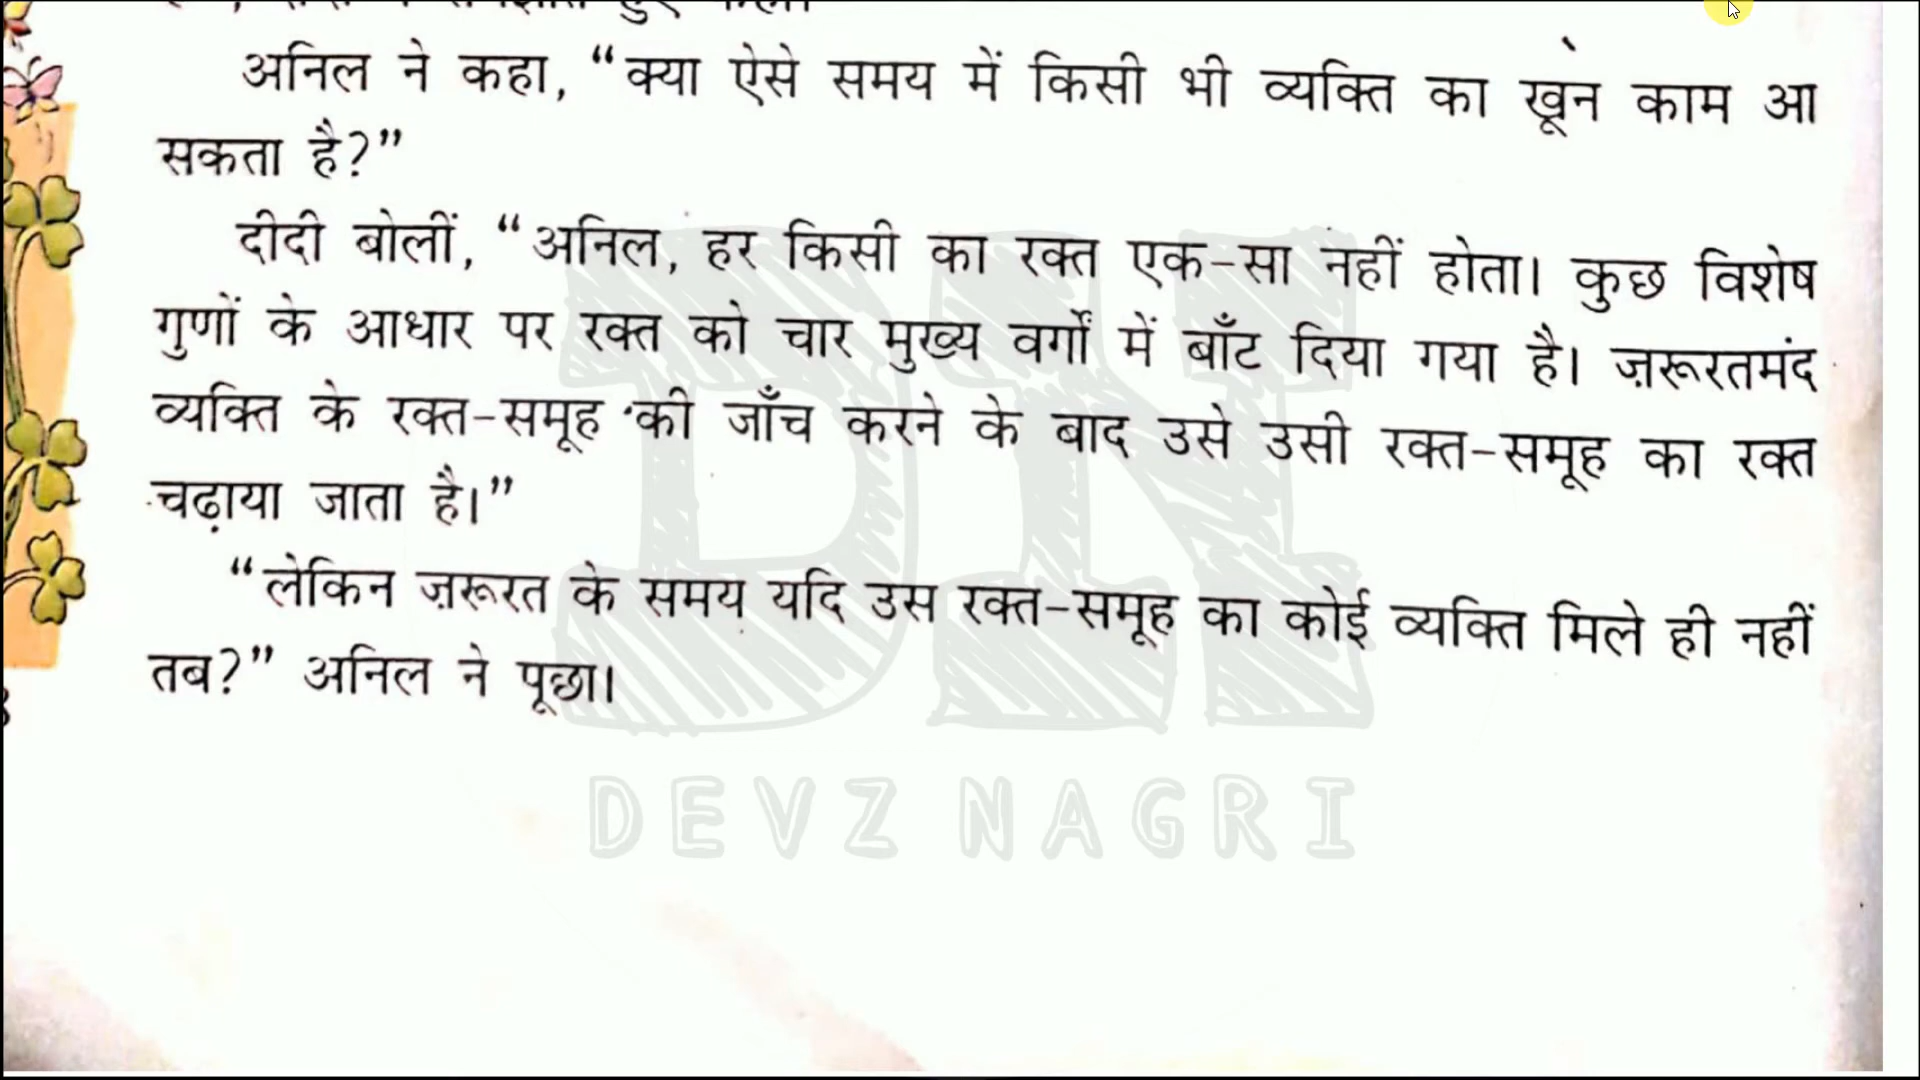 अनिल ने कहा, “क्या ऐसे समय में किसी भी व्यक्ति का खून काम आ
सकता है?”
दीदी बोलीं, “अनिल, हर किसी का रक्त एक-सा नहीं होता। कुछ विशेष
गुणों के आधार पर रक्त को चार मुख्य वर्गों में बाँट दिया गया है। ज़रूरतमंद
व्यक्ति के रक्त-समूह की जाँच करने के बाद उसे उसी रक्त-समूह का रक्त
चढ़ाया जाता है।”
“लेकिन ज़रूरत के समय यदि उस रक्त-समूह का कोई व्यक्ति मिले ही नहीं
तब?” अनिल ने पूछा।
DN
DEVZ NAGRI